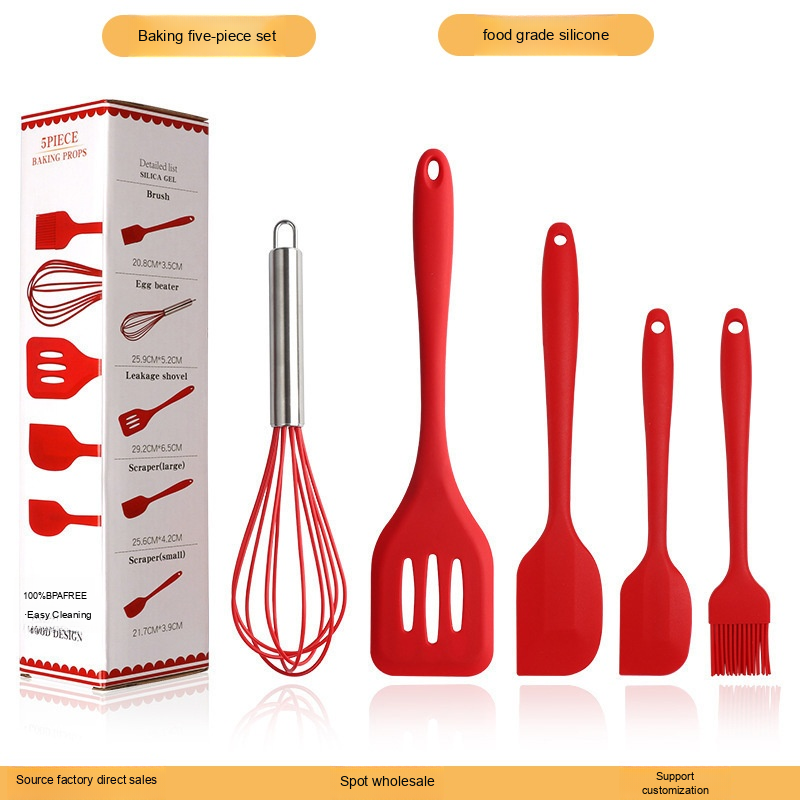 Baking five-piece set
food grade silicone
5PIECE
BAKING PROPS
100%BPAFREE
·Easy Cleaning
FOOD DESIGN
Detailed list
SILICA GEL
Brush
20.8CM*3.5CM
Egg beater
25.9CM*5.2CM
Leakage shovel
29.2CM*6.5CM
Scraper(large)
25.6CM*4.2CM
Scraper(small)
21.7CM*3.9CM
Source factory direct sales
Spot wholesale
Support
customization